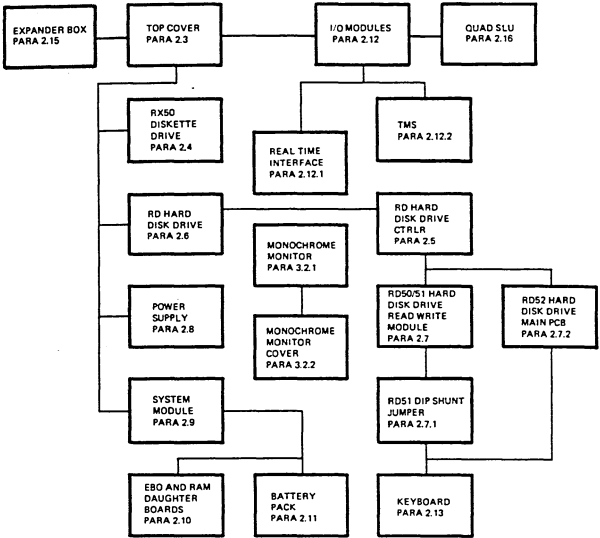 EXPANDER BOX
PARA 2.15
TOP COVER
PARA 2.3
I/O MODULES
PARA 2.12
QUAD SLU
PARA 2.16
RX50
DISKETTE
DRIVE
PARA 2.4
REAL TIME
INTERFACE
PARA 2.12.1
TMS
PARA 2.12.2
RD HARD
DISK DRIVE
PARA 2.6
MONOCHROME
MONITOR
PARA 3.2.1
RD HARD
DISK DRIVE
CTRLR
PARA 2.5
POWER
SUPPLY
PARA 2.8
MONOCHROME
MONITOR
COVER
PARA 3.2.2
RD50/51 HARD
DISK DRIVE
READ WRITE
MODULE
PARA 2.7
RD52 HARD
DISK DRIVE
MAIN PCB
PARA 2.7.2
SYSTEM
MODULE
PARA 2.9
RD51 DIP SHUNT
JUMPER
PARA 2.7.1
EBO AND RAM
DAUGHTER
BOARDS
PARA 2.10
BATTERY
PACK
PARA 2.11
KEYBOARD
PARA 2.13